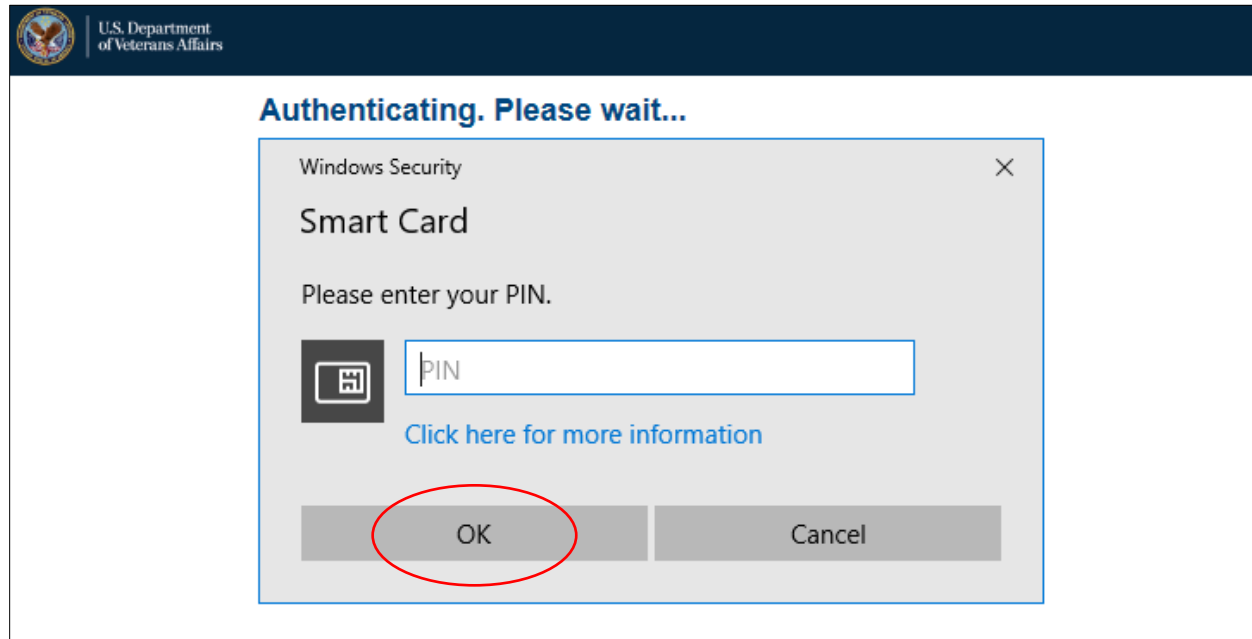 U.S. Department
of Veterans Affairs
Authenticating. Please wait...
Windows Security
Smart Card
Please enter your PIN.
PIN
Click here for more information
OK
Cancel